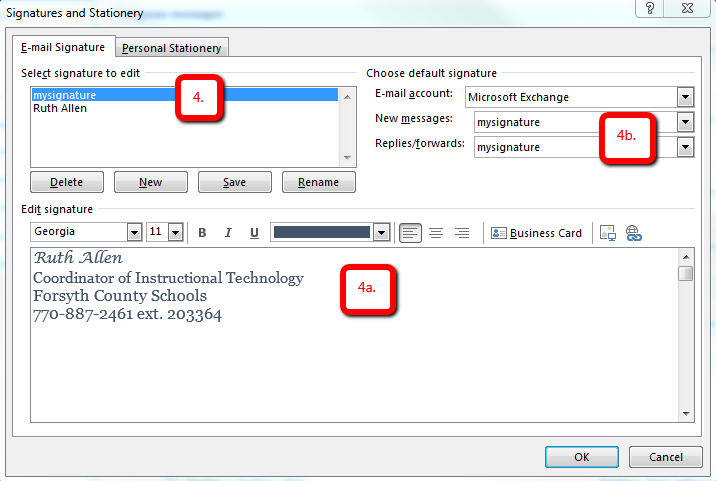 Signatures and Stationery
E-mail Signature
Personal Stationery
Select signature to edit
mysignature
Ruth Allen
4.
Delete
New
Save
Rename
Choose default signature
E-mail account:
Microsoft Exchange
New messages:
mysignature
Replies/forwards:
mysignature
4b.
Edit signature
Georgia
11
B
I
U
Business Card
Ruth Allen
Coordinator of Instructional Technology
Forsyth County Schools
770-887-2461 ext. 203364
4a.
OK
Cancel